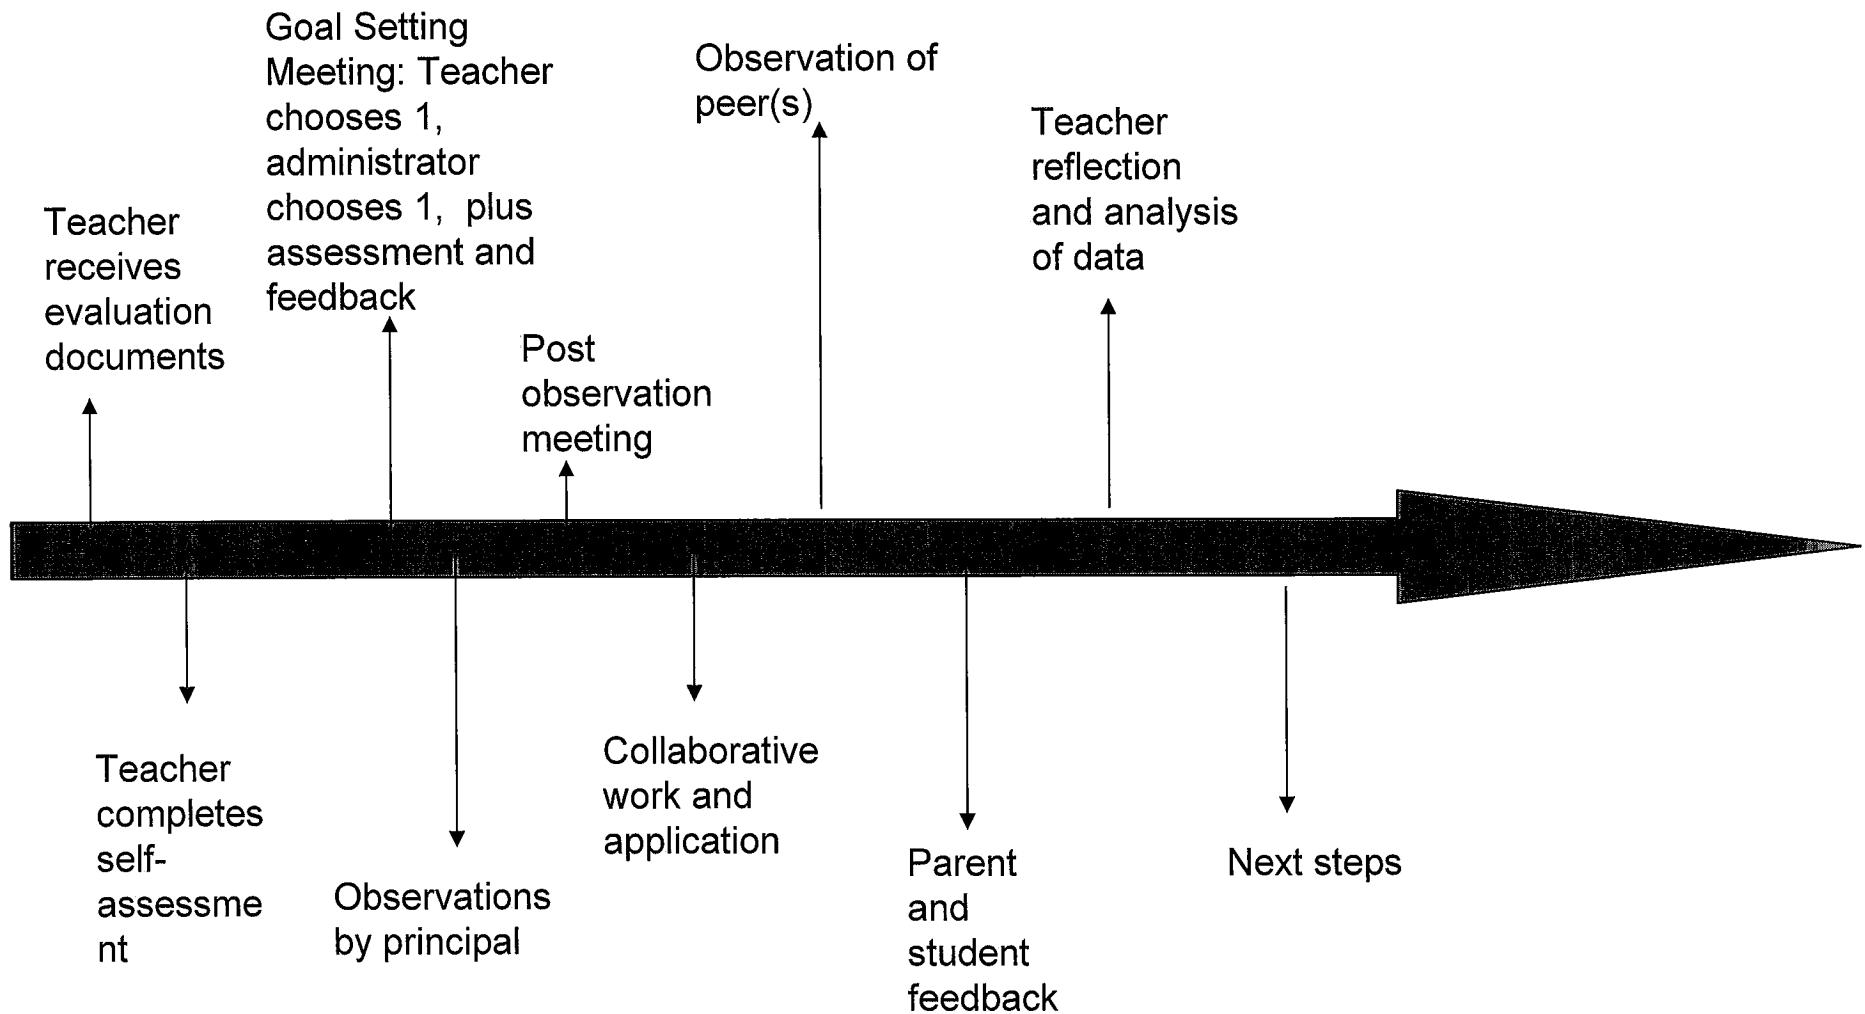 Goal Setting
Meeting: Teacher
chooses 1,
administrator
chooses 1, plus
assessment and
feedback
Observation of
peer(s)
Teacher
reflection
and analysis
of data
Teacher
receives
evaluation
documents
Post
observation
meeting
Teacher
completes
self-
assessme
nt
Observations
by principal
Collaborative
work and
application
Parent
and
student
feedback
Next steps